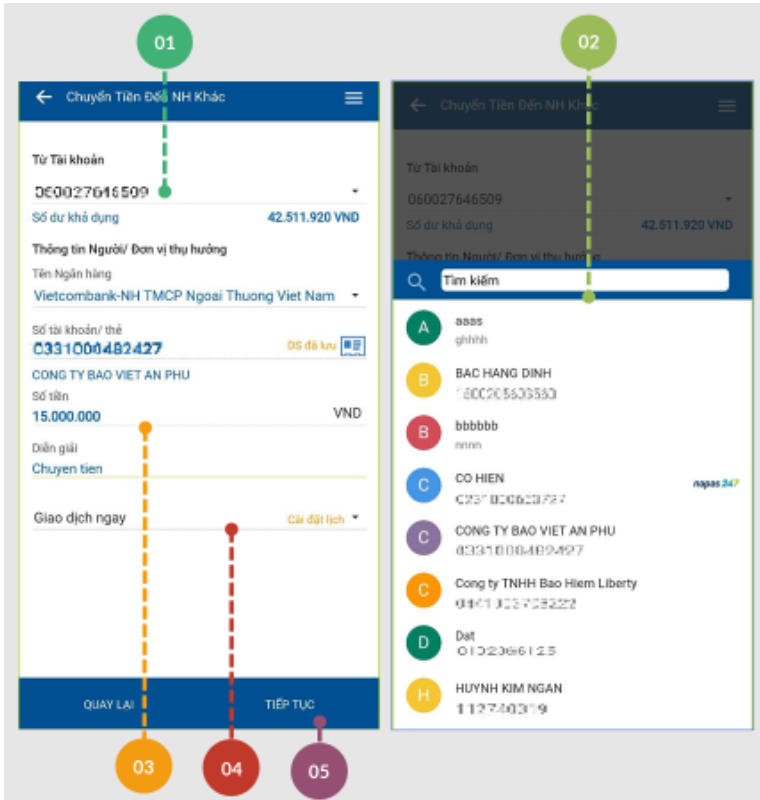 01
02
Chuyển Tiền Đến NH Khác
Từ Tài khoản
060027646509
Số dư khả dụng 42.511.920 VND
Thông tin Người/ Đơn vị thụ hưởng
Tên Ngân hàng
Vietcombank-NH TMCP Ngoai Thuong Viet Nam
Số tài khoản/ thẻ
0331000482427 DS đã lưu
CONG TY BAO VIET AN PHU
Số tiền
15.000.000 VND
Diễn giải
Chuyen tien
Giao dịch ngay Cài đặt lịch
QUAY LẠI TIẾP TỤC
03
04
05
Chuyển Tiền Đến NH Khác
Từ Tài khoản
060027646509
Số dư khả dụng 42.511.920 VND
Thông tin Người/ Đơn vị thụ hưởng
Tìm kiếm
A aaas
ghhhh
B BAC HANG DINH
B bbbbbb
nnnn
C CO HIEN napas 247
C CONG TY BAO VIET AN PHU
0331000482427
C Cong ty TNHH Bao Hiem Liberty
D Dat
H HUYNH KIM NGAN